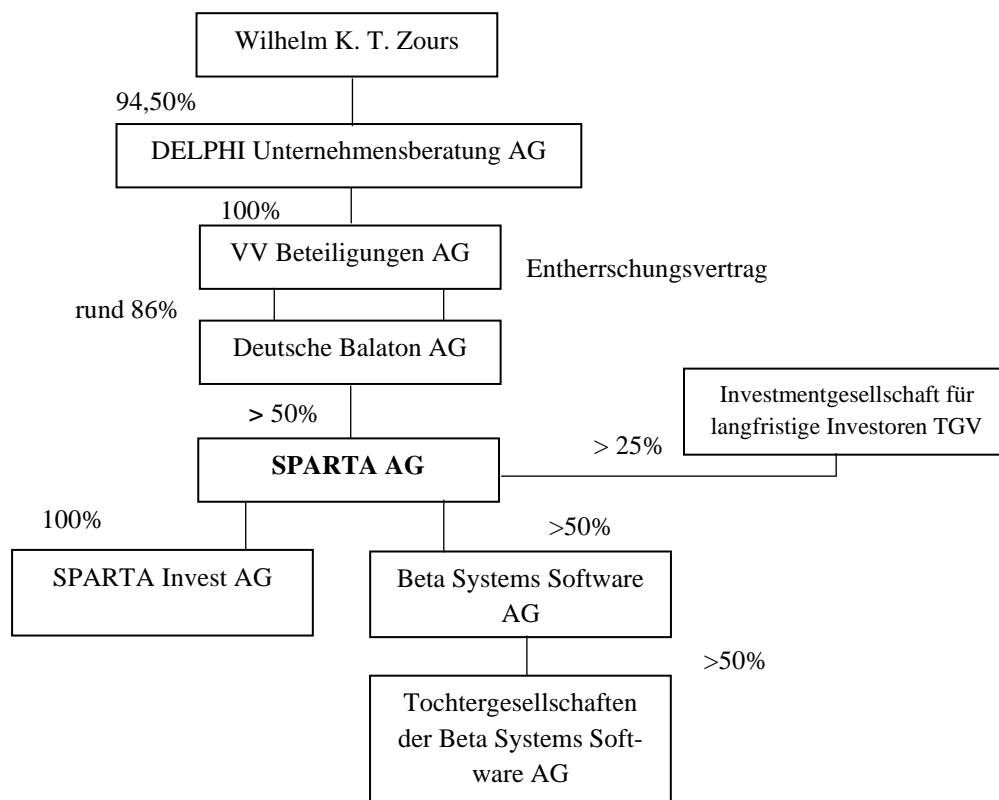 Wilhelm K. T. Zours
94,50%
DELPHI Unternehmensberatung AG
100%
VV Beteiligungen AG
Entherrschungsvertrag
rund 86%
Deutsche Balaton AG
> 50%
Investmentgesellschaft für
langfristige Investoren TGV
> 25%
SPARTA AG
100%
>50%
SPARTA Invest AG
Beta Systems Software
AG
>50%
Tochtergesellschaften
der Beta Systems Soft-
ware AG